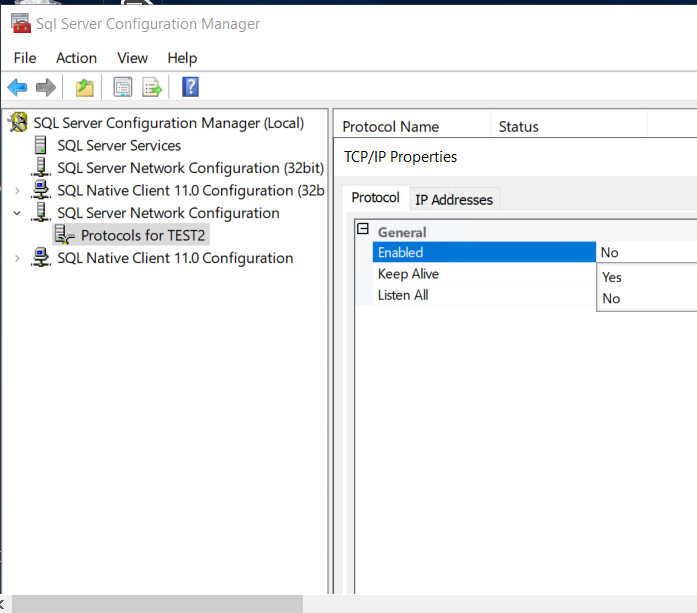 Sql Server Configuration Manager
File Action View Help
SQL Server Configuration Manager (Local)
SQL Server Services
SQL Server Network Configuration (32bit)
SQL Native Client 11.0 Configuration (32b
SQL Server Network Configuration
Protocols for TEST2
SQL Native Client 11.0 Configuration
Protocol Name Status
TCP/IP Properties
Protocol IP Addresses
General
Enabled No
Keep Alive Yes
Listen All No